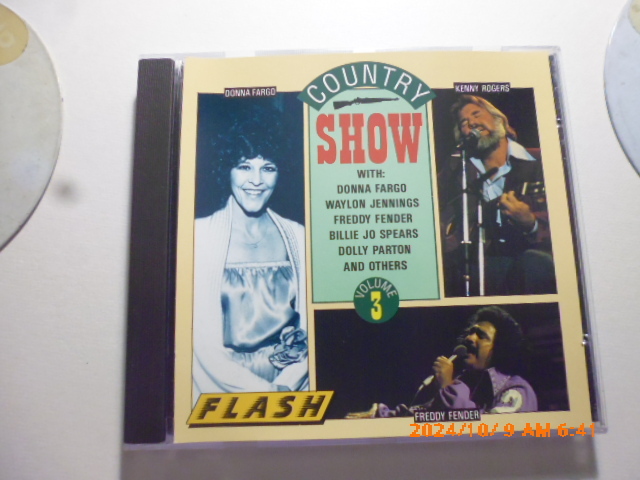 DONNA FARGO
COUNTRY
KENNY ROGERS
SHOW
WITH:
DONNA FARGO
WAYLON JENNINGS
FREDDY FENDER
BILLIE JO SPEARS
DOLLY PARTON
AND OTHERS
VOLUME
3
FLASH
FREDDY FENDER
2024/10/ 9 AM 6:41